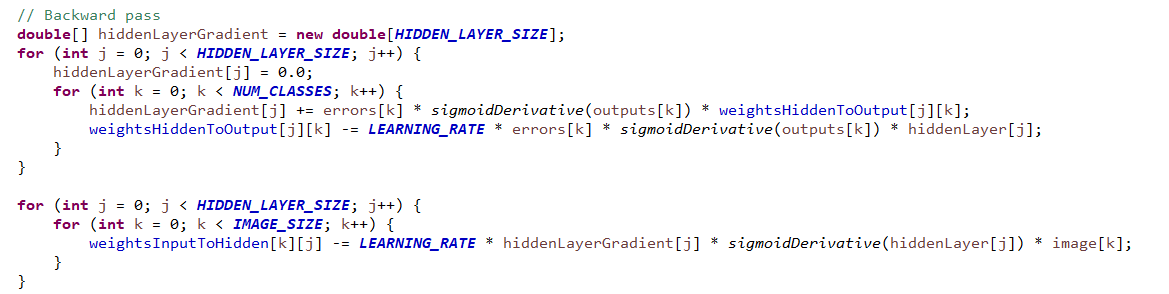 // Backward pass
double[] hiddenLayerGradient = new double[HIDDEN_LAYER_SIZE];
for (int j = 0; j < HIDDEN_LAYER_SIZE; j++) {
    hiddenLayerGradient[j] = 0.0;
    for (int k = 0; k < NUM_CLASSES; k++) {
        hiddenLayerGradient[j] += errors[k] * sigmoidDerivative(outputs[k]) * weightsHiddenToOutput[j][k];
        weightsHiddenToOutput[j][k] -= LEARNING_RATE * errors[k] * sigmoidDerivative(outputs[k]) * hiddenLayer[j];
    }
}

for (int j = 0; j < HIDDEN_LAYER_SIZE; j++) {
    for (int k = 0; k < IMAGE_SIZE; k++) {
        weightsInputToHidden[k][j] -= LEARNING_RATE * hiddenLayerGradient[j] * sigmoidDerivative(hiddenLayer[j]) * image[k];
    }
}